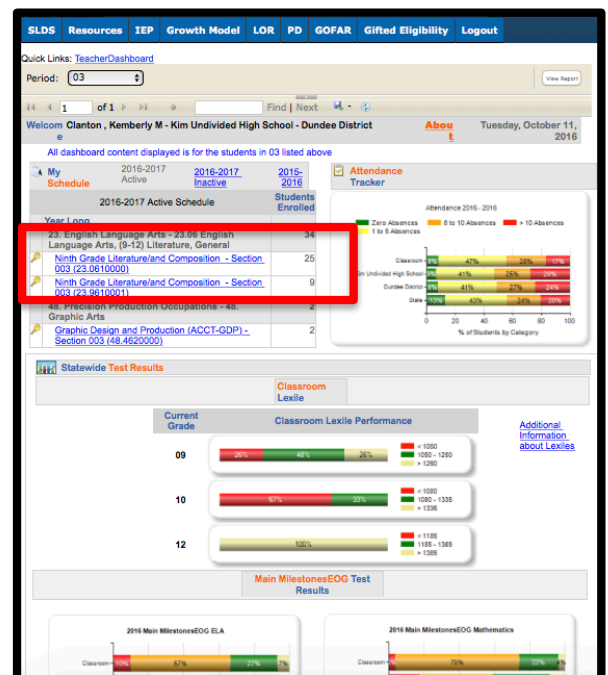 SLDS Resources IEP Growth Model LOR PD GOFAR Gifted Eligibility Logout
Quick Links: TeacherDashboard
Period: 03 View Report
1 of 1 Find | Next
Welcom e Clanton , Kemberly M - Kim Undivided High School - Dundee District Abou t Tuesday, October 11, 2016
All dashboard content displayed is for the students in 03 listed above
My Schedule 2016-2017 Active 2016-2017 Inactive 2015-2016
2016-2017 Active Schedule Students Enrolled
Year Long
23. English Language Arts - 23.06 English Language Arts, (9-12) Literature, General 34
Ninth Grade Literature/and Composition - Section 003 (23.0610000) 25
Ninth Grade Literature/and Composition - Section 003 (23.9610001) 9
48. Precision Production Occupations - 48. Graphic Arts 2
Graphic Design and Production (ACCT-GDP) - Section 003 (48.4620000) 2
Attendance Tracker
Attendance 2015 - 2016
Zero Absences 6 to 10 Absences > 10 Absences
1 to 5 Absences
Classroom 47% 28% 17%
Kim Undivided High School 41% 25% 28%
Dundee District 41% 27% 24%
State 13% 43% 24% 20%
0 20 40 60 80 100
% of Students by Category
Statewide Test Results
Classroom Lexile
Current Grade Classroom Lexile Performance
Additional Information about Lexiles
09 26% 48% 26% < 1050
1050 - 1260
> 1260
10 67% 33% < 1080
1080 - 1335
> 1335
12 100% < 1185
1185 - 1385
> 1385
Main MilestonesEOG Test Results
2016 Main MilestonesEOG ELA
Classroom 10% 57% 27% 7%
2016 Main MilestonesEOG Mathematics
Classroom 70% 22% 4%